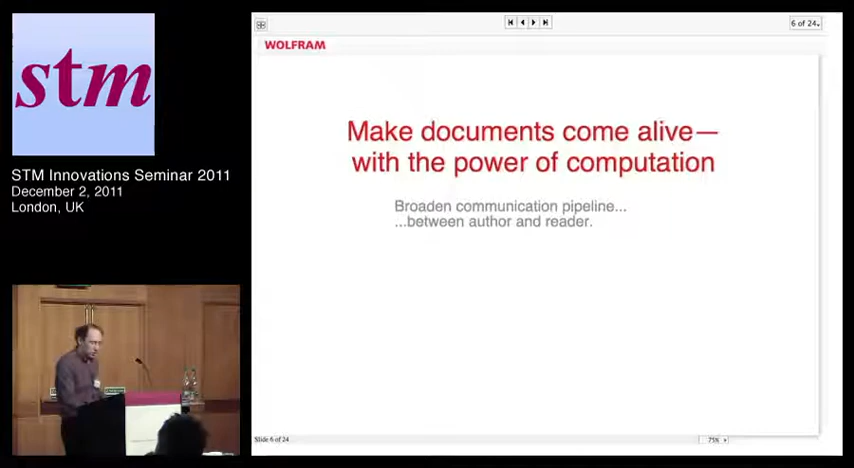 stm
STM Innovations Seminar 2011
December 2, 2011
London, UK
6 of 24
WOLFRAM
Make documents come alive—
with the power of computation
Broaden communication pipeline...
...between author and reader.
Slide 6 of 24
75%